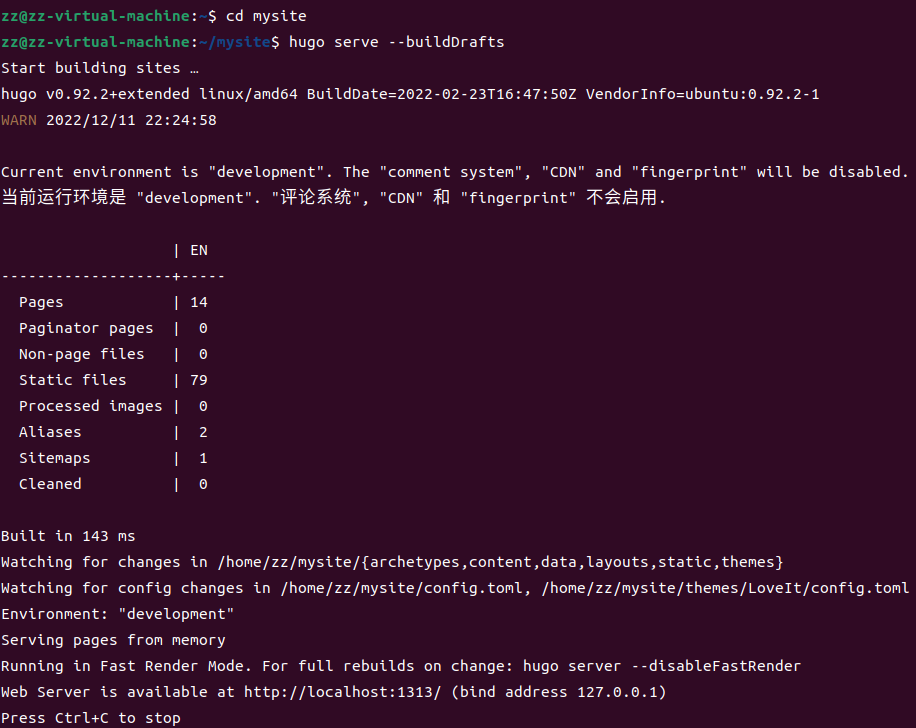 zz@zz-virtual-machine:~$ cd mysite
zz@zz-virtual-machine:~/mysite$ hugo serve --buildDrafts
Start building sites …
hugo v0.92.2+extended linux/amd64 BuildDate=2022-02-23T16:47:50Z VendorInfo=ubuntu:0.92.2-1
WARN 2022/12/11 22:24:58
Current environment is "development". The "comment system", "CDN" and "fingerprint" will be disabled.
当前运行环境是 "development". "评论系统", "CDN" 和 "fingerprint" 不会启用.
                   | EN
-------------------+-----
  Pages            | 14
  Paginator pages  |  0
  Non-page files   |  0
  Static files     | 79
  Processed images |  0
  Aliases          |  2
  Sitemaps         |  1
  Cleaned          |  0
Built in 143 ms
Watching for changes in /home/zz/mysite/{archetypes,content,data,layouts,static,themes}
Watching for config changes in /home/zz/mysite/config.toml, /home/zz/mysite/themes/LoveIt/config.toml
Environment: "development"
Serving pages from memory
Running in Fast Render Mode. For full rebuilds on change: hugo server --disableFastRender
Web Server is available at http://localhost:1313/ (bind address 127.0.0.1)
Press Ctrl+C to stop